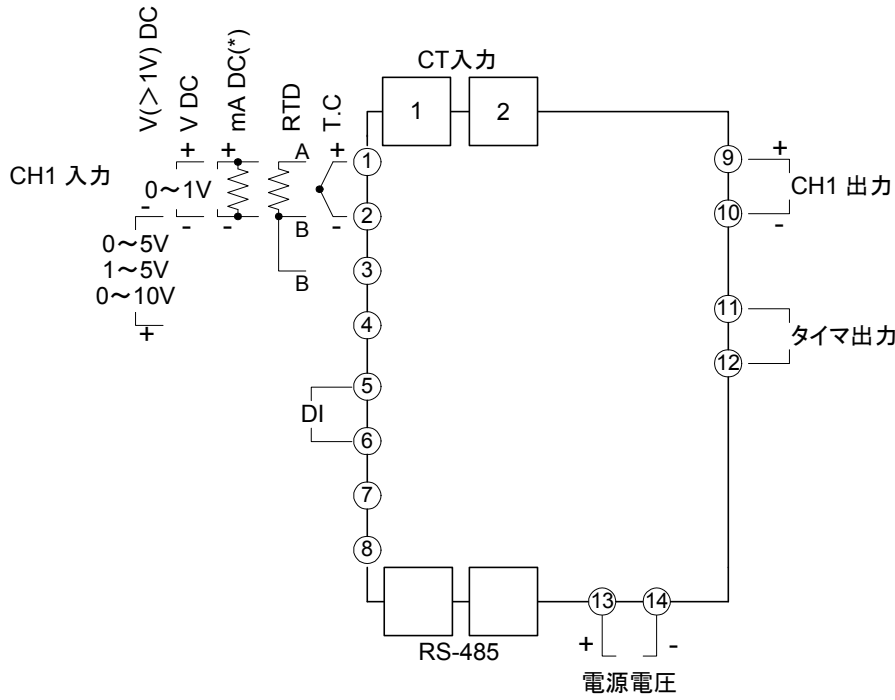 V(＞1V) DC
V DC
mA DC(*)
RTD
T.C
CT入力
1
2
CH1 入力
+
+
A
+
1
0～1V
-
-
-
B
-
2
0～5V
1～5V
0～10V
+
B
3
4
DI
5
6
7
8
9
+
CH1 出力
10
-
11
タイマ出力
12
RS-485
13
14
+
-
電源電圧